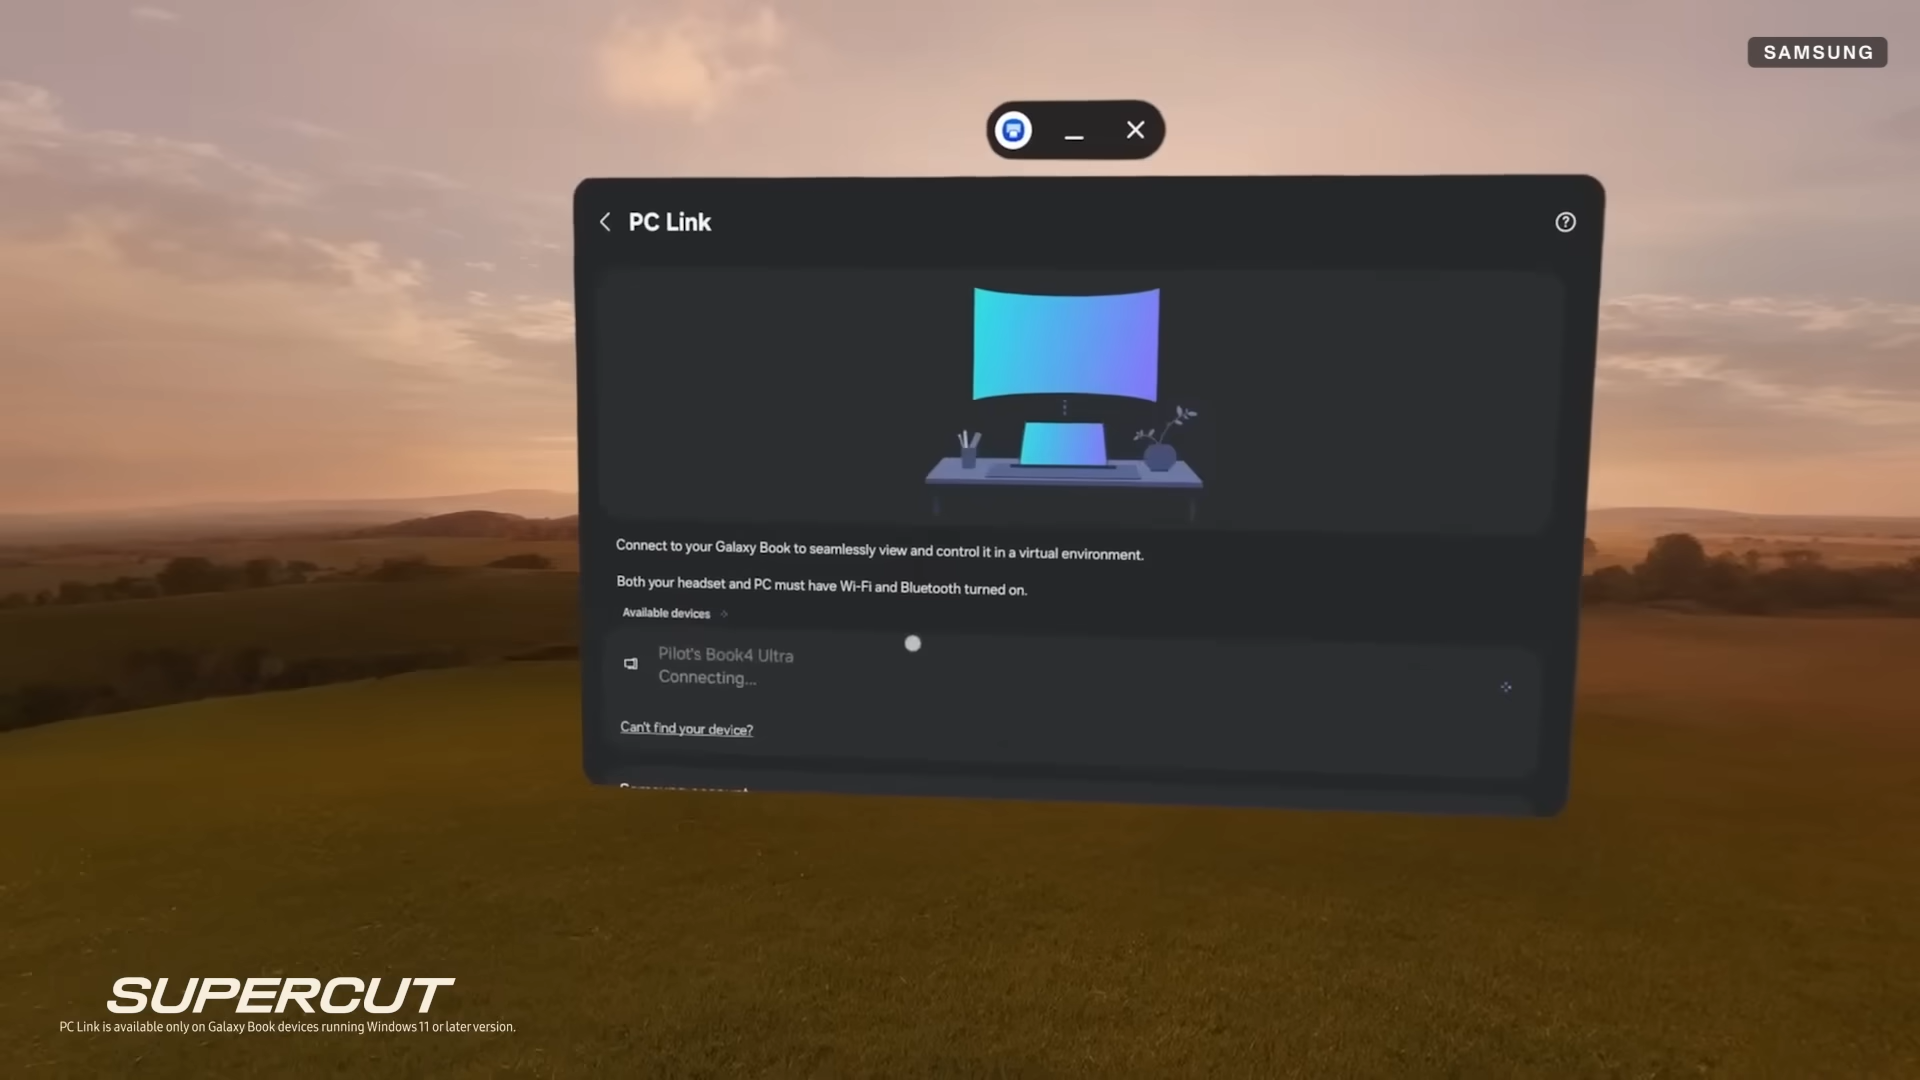 SAMSUNG
PC Link
Connect to your Galaxy Book to seamlessly view and control it in a virtual environment.
Both your headset and PC must have Wi-Fi and Bluetooth turned on.
Available devices
Pilot's Book4 Ultra
Connecting...
Can't find your device?
Samsung account
SUPERCUT
PC Link is available only on Galaxy Book devices running Windows 11 or later version.